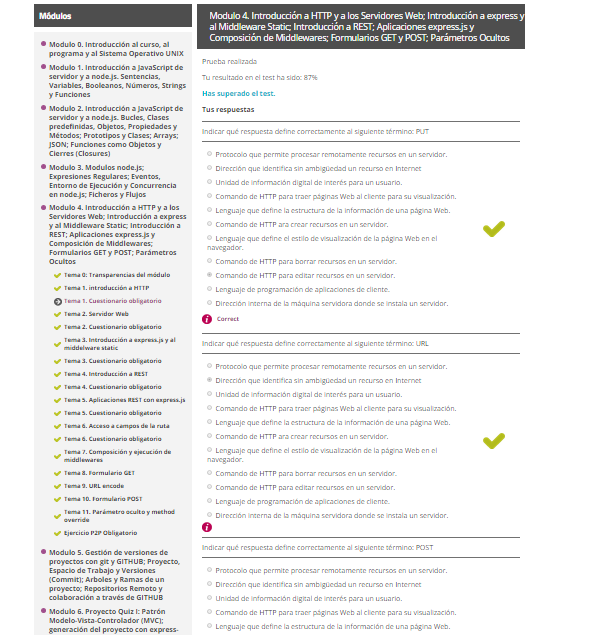 Módulos
Modulo 0. Introducción al curso, al
programa y al Sistema Operativo UNIX
Modulo 1. Introducción a JavaScript de
servidor y a node.js. Sentencias,
Variables, Booleanos, Números, Strings
y Funciones
Modulo 2. Introducción a JavaScript de
servidor y a node.js. Bucles, Clases
predefinidas, Objetos, Propiedades y
Métodos; Prototipos y Clases; Arrays;
JSON; Funciones como Objetos y
Cierres (Closures)
Modulo 3. Modulos node.js;
Expresiones Regulares; Eventos,
Entorno de Ejecución y Concurrencia
en node.js; Ficheros y Flujos
Modulo 4. Introducción a HTTP y a los
Servidores Web; Introducción a express
y al Middleware Static; Introducción a
REST; Aplicaciones express.js y
Composición de Middlewares;
Formularios GET y POST; Parámetros
Ocultos
Tema 0: Transparencias del módulo
Tema 1. introducción a HTTP
Tema 1. Cuestionario obligatorio
Tema 2. Servidor Web
Tema 2. Cuestionario obligatorio
Tema 3. Introducción a express.js y al
middelware static
Tema 3. Cuestionario obligatorio
Tema 4. Introducción a REST
Tema 4. Cuestionario obligatorio
Tema 5. Aplicaciones REST con express.js
Tema 5. Cuestionario obligatorio
Tema 6. Acceso a campos de la ruta
Tema 6. Cuestionario obligatorio
Tema 7. Composición y ejecución de
middlewares
Tema 8. Formulario GET
Tema 9. URL encode
Tema 10. Formulario POST
Tema 11. Parámetro oculto y method
override
Ejercicio P2P Obligatorio
Modulo 5. Gestión de versiones de
proyectos con git y GITHUB; Proyecto,
Espacio de Trabajo y Versiones
(Commit); Arboles y Ramas de un
proyecto; Repositorios Remoto y
colaboración a través de GITHUB
Modulo 6. Proyecto Quiz I: Patrón
Modelo-Vista-Controlador (MVC);
generación del proyecto con express-
Modulo 4. Introducción a HTTP y a los Servidores Web; Introducción a express y
al Middleware Static; Introducción a REST; Aplicaciones express.js y
Composición de Middlewares; Formularios GET y POST; Parámetros Ocultos
Prueba realizada
Tu resultado en el test ha sido: 87%
Has superado el test.
Tus respuestas
Indicar qué respuesta define correctamente al siguiente término: PUT
Protocolo que permite procesar remotamente recursos en un servidor.
Dirección que identifica sin ambigüedad un recurso en Internet
Unidad de información digital de interés para un usuario.
Comando de HTTP para traer páginas Web al cliente para su visualización.
Lenguaje que define la estructura de la información de una página Web.
Comando de HTTP ara crear recursos en un servidor.
Lenguaje que define el estilo de visualización de la página Web en el
navegador.
Comando de HTTP para borrar recursos en un servidor.
Comando de HTTP para editar recursos en un servidor.
Lenguaje de programación de aplicaciones de cliente.
Dirección interna de la máquina servidora donde se instala un servidor.
i Correct
Indicar qué respuesta define correctamente al siguiente término: URL
Protocolo que permite procesar remotamente recursos en un servidor.
Dirección que identifica sin ambigüedad un recurso en Internet
Unidad de información digital de interés para un usuario.
Comando de HTTP para traer páginas Web al cliente para su visualización.
Lenguaje que define la estructura de la información de una página Web.
Comando de HTTP ara crear recursos en un servidor.
Lenguaje que define el estilo de visualización de la página Web en el
navegador.
Comando de HTTP para borrar recursos en un servidor.
Comando de HTTP para editar recursos en un servidor.
Lenguaje de programación de aplicaciones de cliente.
Dirección interna de la máquina servidora donde se instala un servidor.
i
Indicar qué respuesta define correctamente al siguiente término: POST
Protocolo que permite procesar remotamente recursos en un servidor.
Dirección que identifica sin ambigüedad un recurso en Internet
Unidad de información digital de interés para un usuario.
Comando de HTTP para traer páginas Web al cliente para su visualización.
Lenguaje que define la estructura de la información de una página Web.